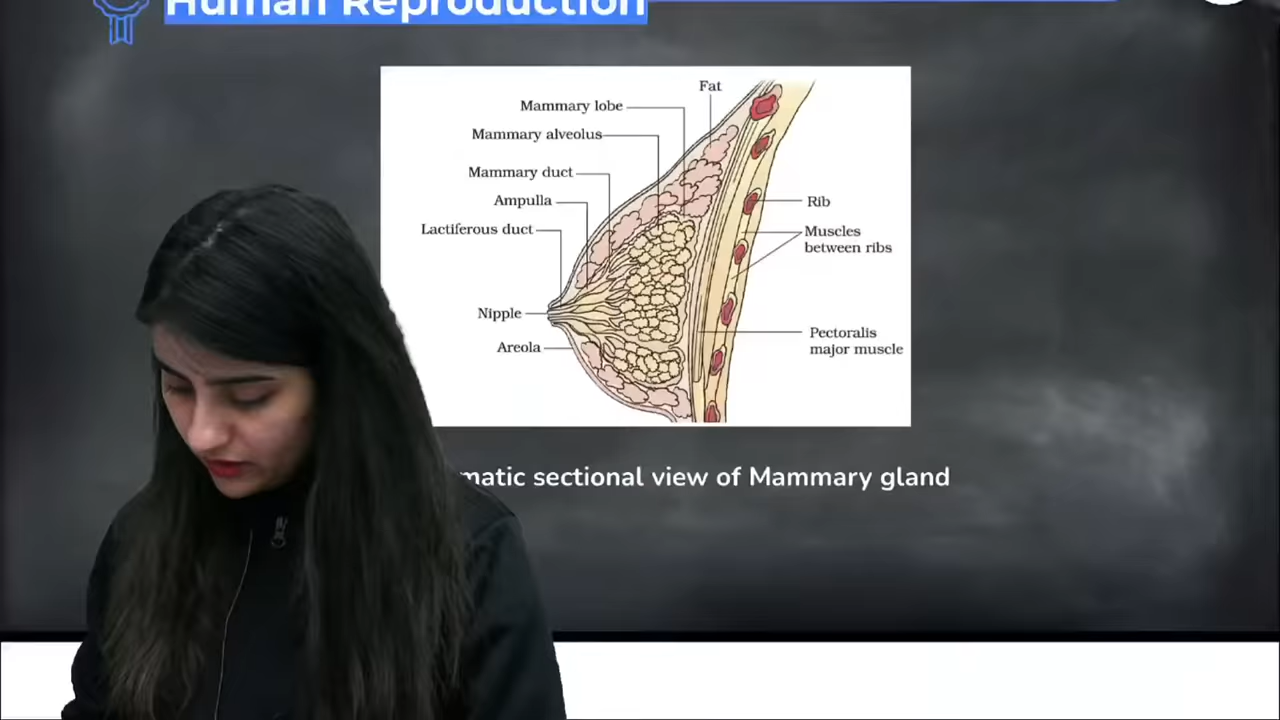 Human Reproduction
Fat
Mammary lobe
Mammary alveolus
Mammary duct
Ampulla
Lactiferous duct
Nipple
Areola
Rib
Muscles
between ribs
Pectoralis
major muscle
matic sectional view of Mammary gland